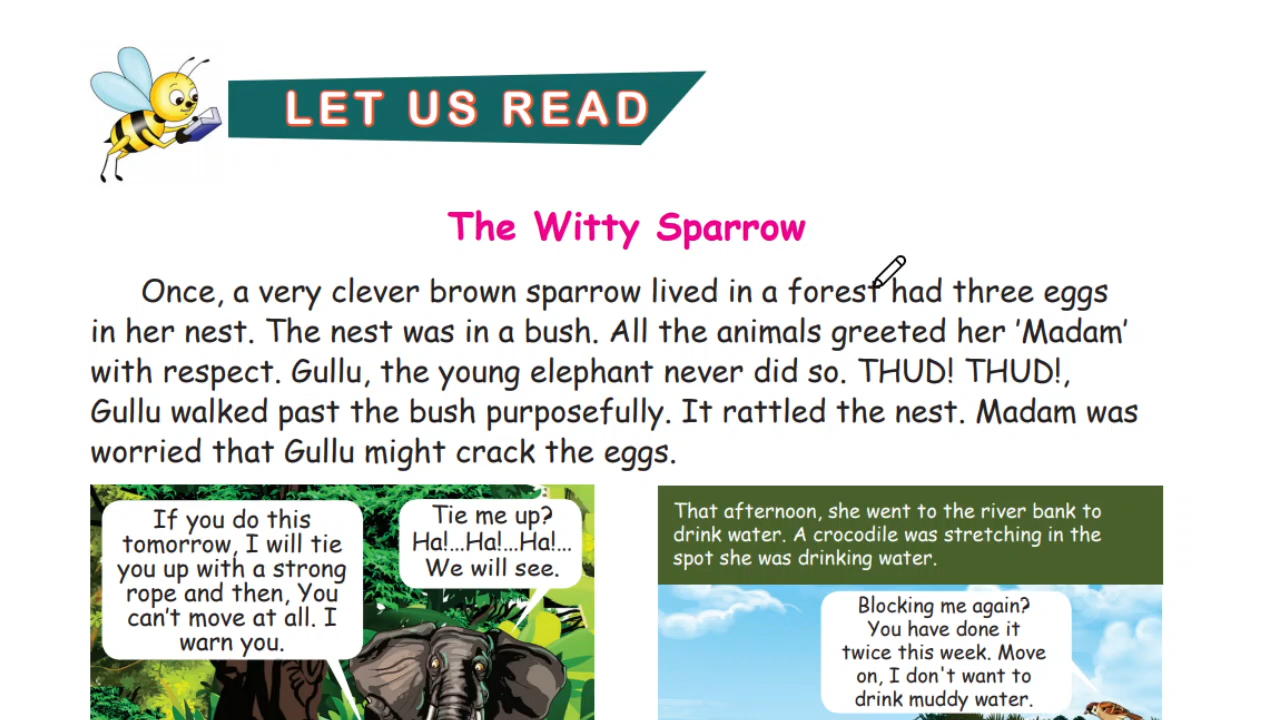 LET US READ
The Witty Sparrow
Once, a very clever brown sparrow lived in a forest had three eggs
in her nest. The nest was in a bush. All the animals greeted her ’Madam’
with respect. Gullu, the young elephant never did so. THUD! THUD!,
Gullu walked past the bush purposefully. It rattled the nest. Madam was
worried that Gullu might crack the eggs.
If you do this
tomorrow, I will tie
you up with a strong
rope and then, You
can’t move at all. I
warn you.
Tie me up?
Ha!...Ha!...Ha!...
We will see.
That afternoon, she went to the river bank to
drink water. A crocodile was stretching in the
spot she was drinking water.
Blocking me again?
You have done it
twice this week. Move
on, I don't want to
drink muddy water.